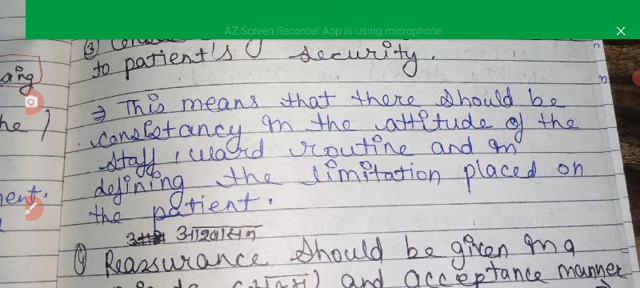 AZ Screen Recorder App is using microphone
③
to patient's security.
⇒ This means that there should be
consistancy in the attitude of the
staff, ward routine and in
defining the limitation placed on
the patient.
आश्वासन
④ Reassurance should be given in a
and acceptance manner